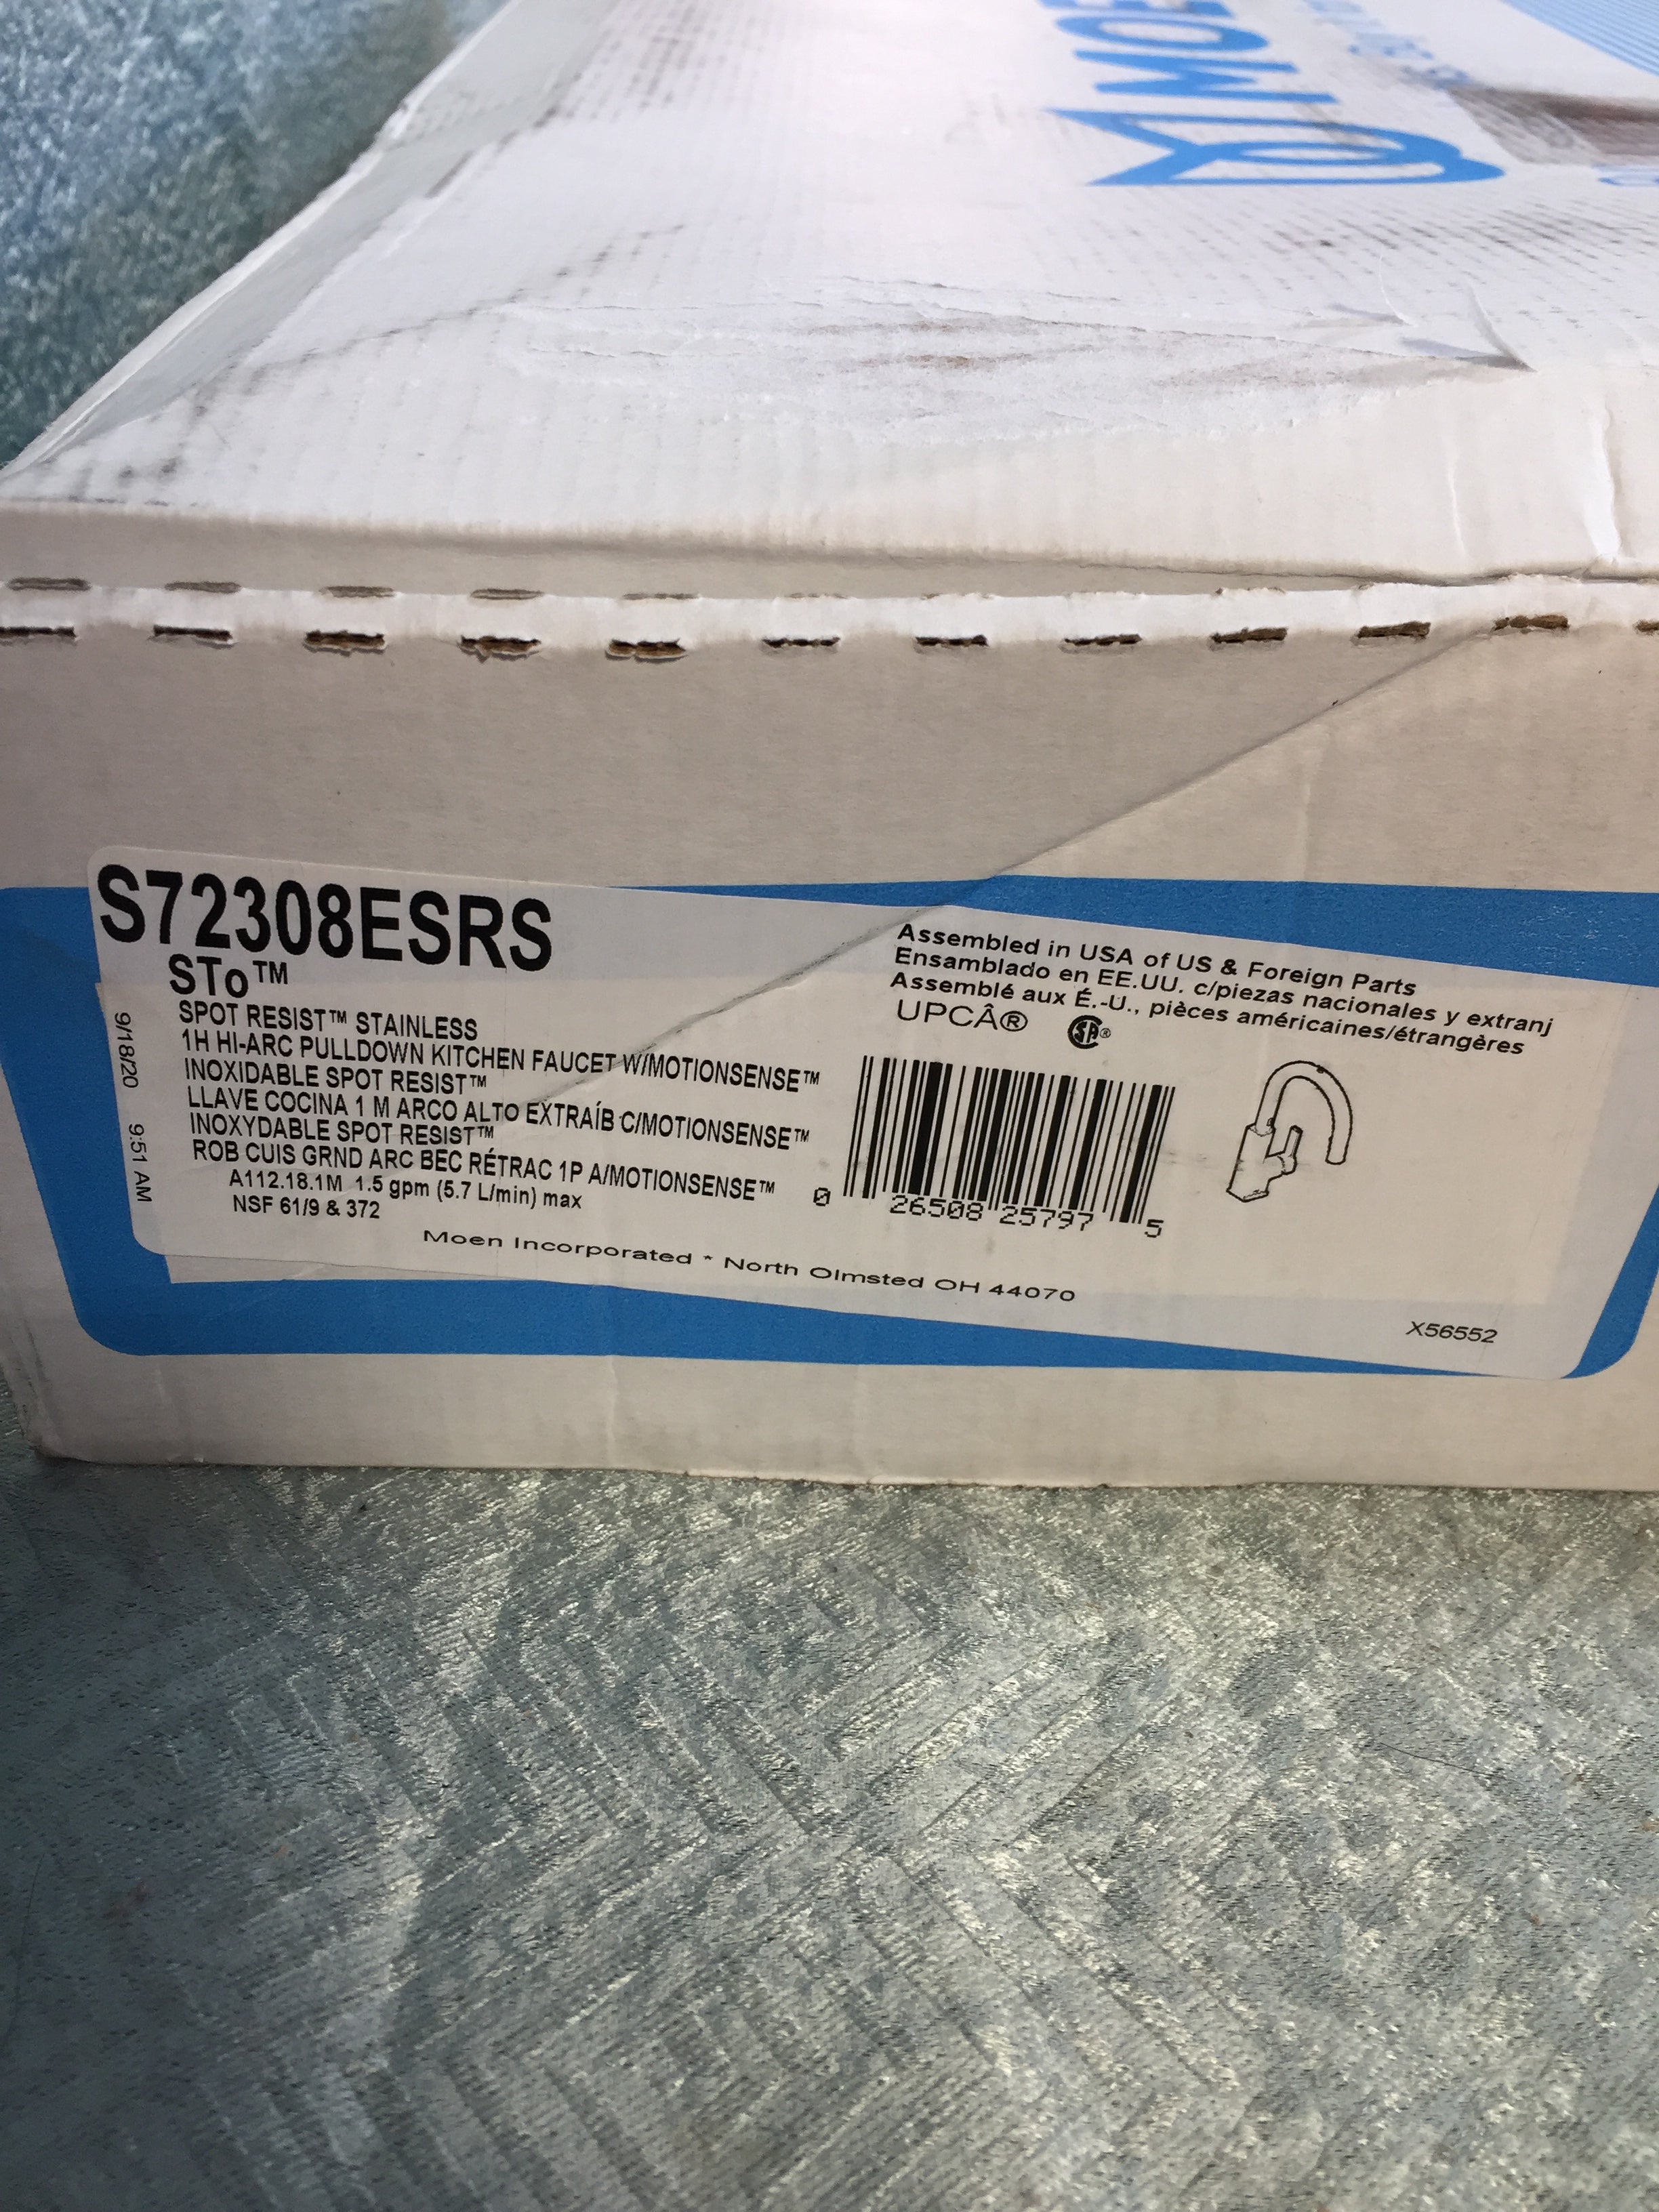 MOE
S72308ESRS
STo™
SPOT RESIST™ STAINLESS
1H HI-ARC PULLDOWN KITCHEN FAUCET W/MOTIONSENSE™
INOXIDABLE SPOT RESIST™
LLAVE COCINA 1 M ARCO ALTO EXTRAÍB C/MOTIONSENSE™
INOXYDABLE SPOT RESIST™
ROB CUIS GRND ARC BEC RÉTRAC 1P A/MOTIONSENSE™
A112.18.1M 1.5 gpm (5.7 L/min) max
NSF 61/9 & 372
9/18/20 9:51 AM
Assembled in USA of US & Foreign Parts
Ensamblado en EE.UU. c/piezas nacionales y extranj
Assemblé aux É.-U., pièces américaines/étrangères
UPCÂ® SA®
0 26508 25797 5
Moen Incorporated * North Olmsted OH 44070
X56552